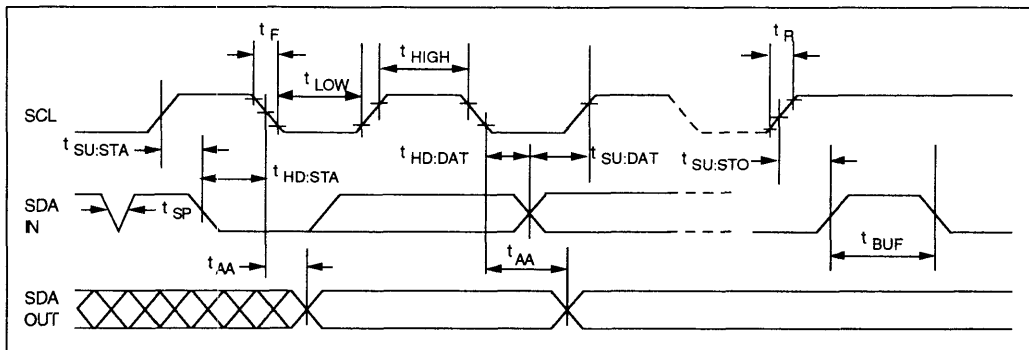 t F
t R
t HIGH
t LOW
SCL
t SU:STA
t HD:DAT
t SU:DAT
t SU:STO
t HD:STA
SDA
IN
t SP
t BUF
t AA
t AA
SDA
OUT